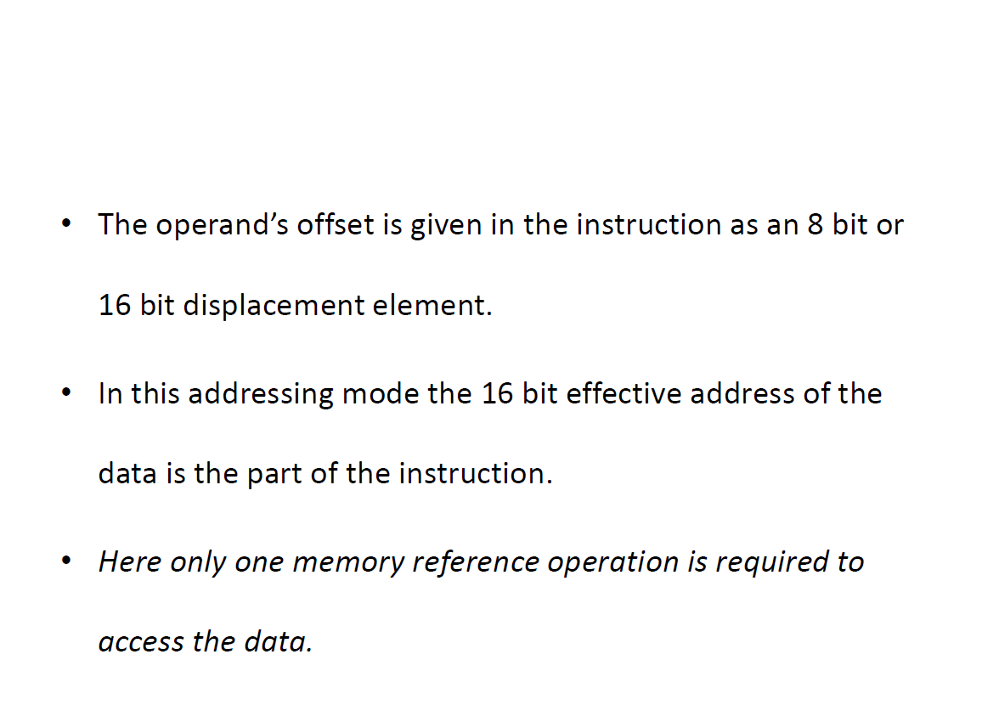 • The operand’s offset is given in the instruction as an 8 bit or
16 bit displacement element.
• In this addressing mode the 16 bit effective address of the
data is the part of the instruction.
• Here only one memory reference operation is required to
access the data.